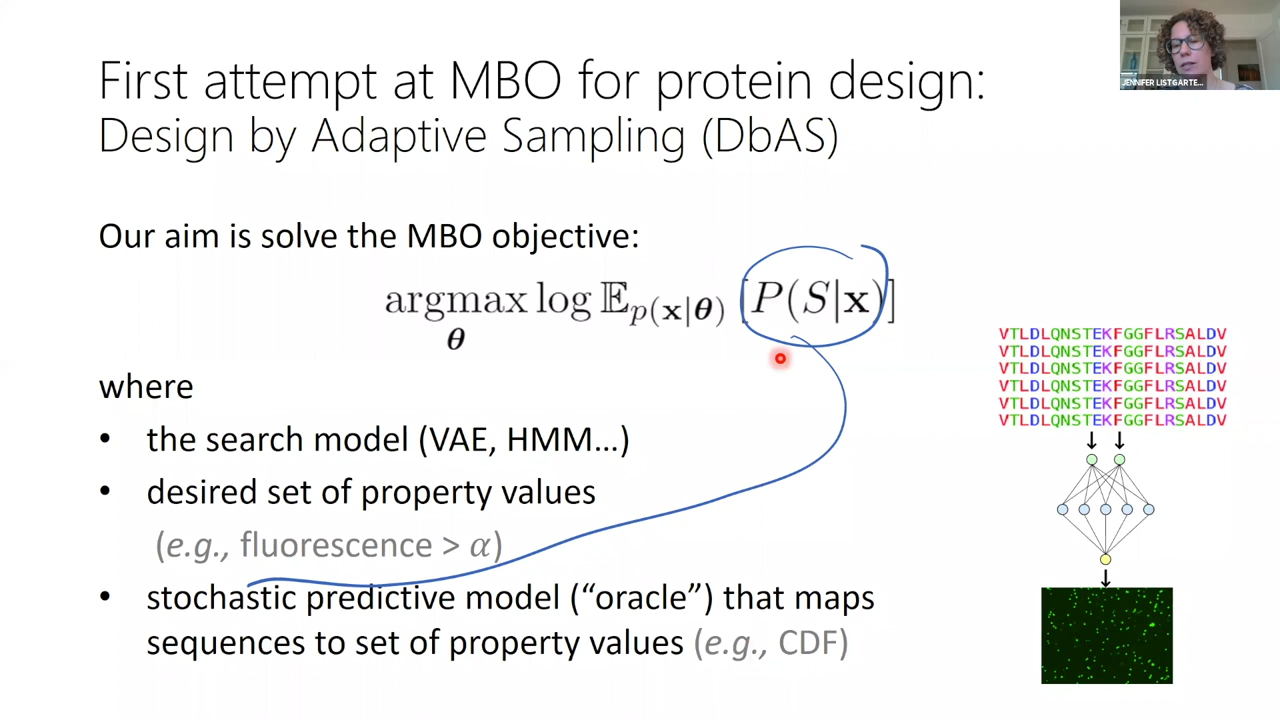 First attempt at MBO for protein design:
Design by Adaptive Sampling (DbAS)
JENNIFER LISTGARTE...
Our aim is solve the MBO objective:
argmax log 𝔼p(x|θ) [P(S|x)]
θ
where
• the search model (VAE, HMM…)
• desired set of property values
(e.g., fluorescence > α)
• stochastic predictive model (“oracle”) that maps
sequences to set of property values (e.g., CDF)
VTLDLQNSTEKFGGFLRSALDV
VTLDLQNSTEKFGGFLRSALDV
VTLDLQNSTEKFGGFLRSALDV
VTLDLQNSTEKFGGFLRSALDV
VTLDLQNSTEKFGGFLRSALDV
VTLDLQNSTEKFGGFLRSALDV